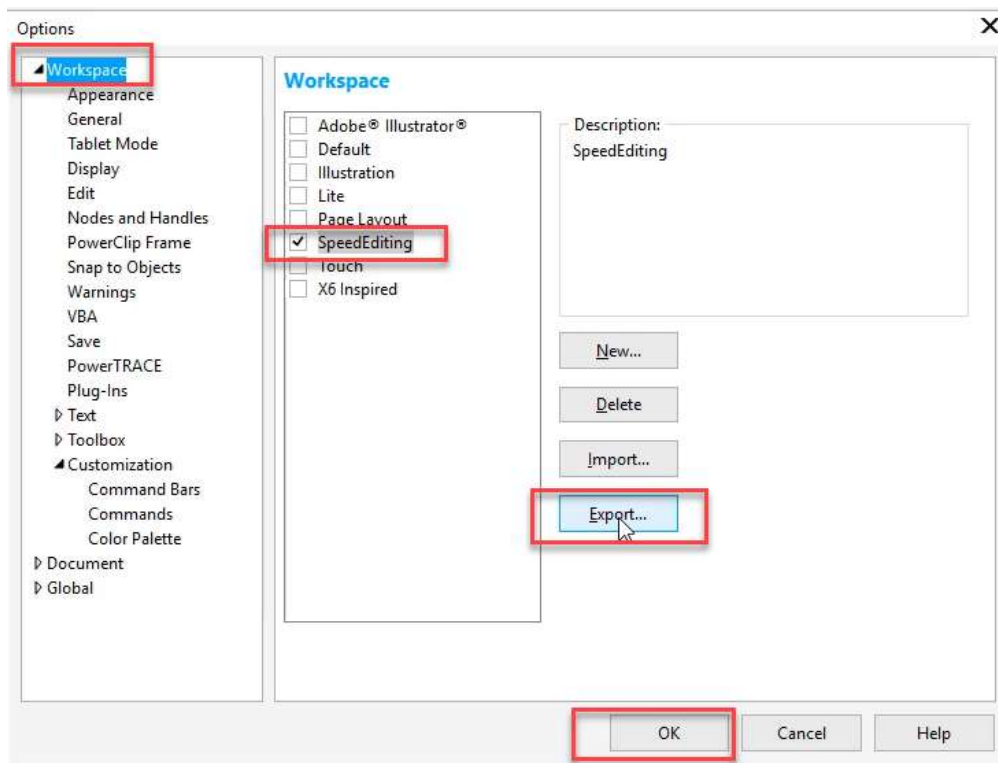 Options
Workspace
Appearance
General
Tablet Mode
Display
Edit
Nodes and Handles
PowerClip Frame
Snap to Objects
Warnings
VBA
Save
PowerTRACE
Plug-Ins
Text
Toolbox
Customization
Command Bars
Commands
Color Palette
Document
Global
Workspace
Adobe® Illustrator®
Default
Illustration
Lite
Page Layout
SpeedEditing
Touch
X6 Inspired
Description:
SpeedEditing
New...
Delete
Import...
Export...
OK Cancel Help